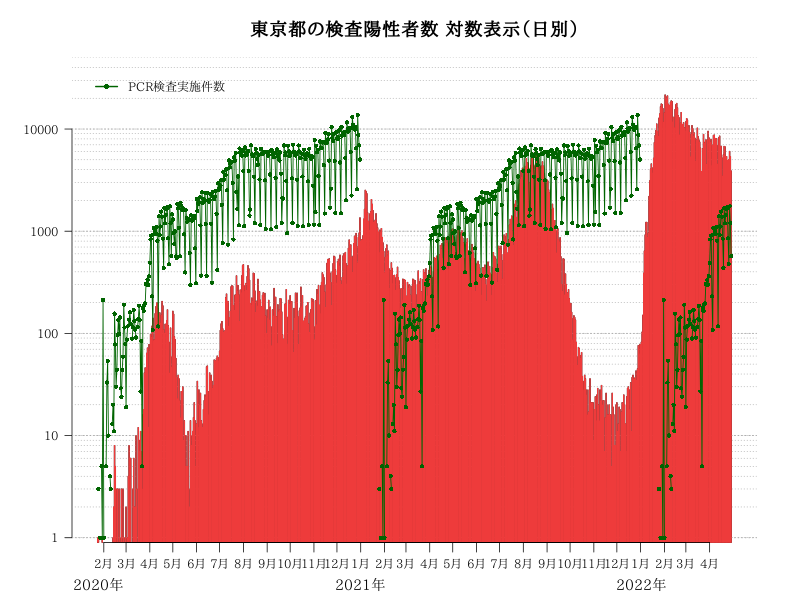 東京都の検査陽性者数 対数表示(日別)
PCR検査実施件数
10000
1000
100
10
1
2月 3月 4月 5月 6月 7月 8月 9月 10月 11月 12月 1月 2月 3月 4月 5月 6月 7月 8月 9月 10月 11月 12月 1月 2月 3月 4月
2020年 2021年 2022年